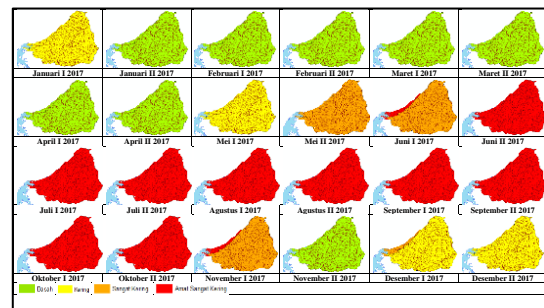 Januari I 2017 Januari II 2017 Februari I 2017 Februari II 2017 Maret I 2017 Maret II 2017
April I 2017 April II 2017 Mei I 2017 Mei II 2017 Juni I 2017 Juni II 2017
Juli I 2017 Juli II 2017 Agustus I 2017 Agustus II 2017 September I 2017 September II 2017
Oktober I 2017 Oktober II 2017 November I 2017 November II 2017 Desember I 2017 Desember II 2017
Basah Kering Sangat Kering Amat Sangat Kering